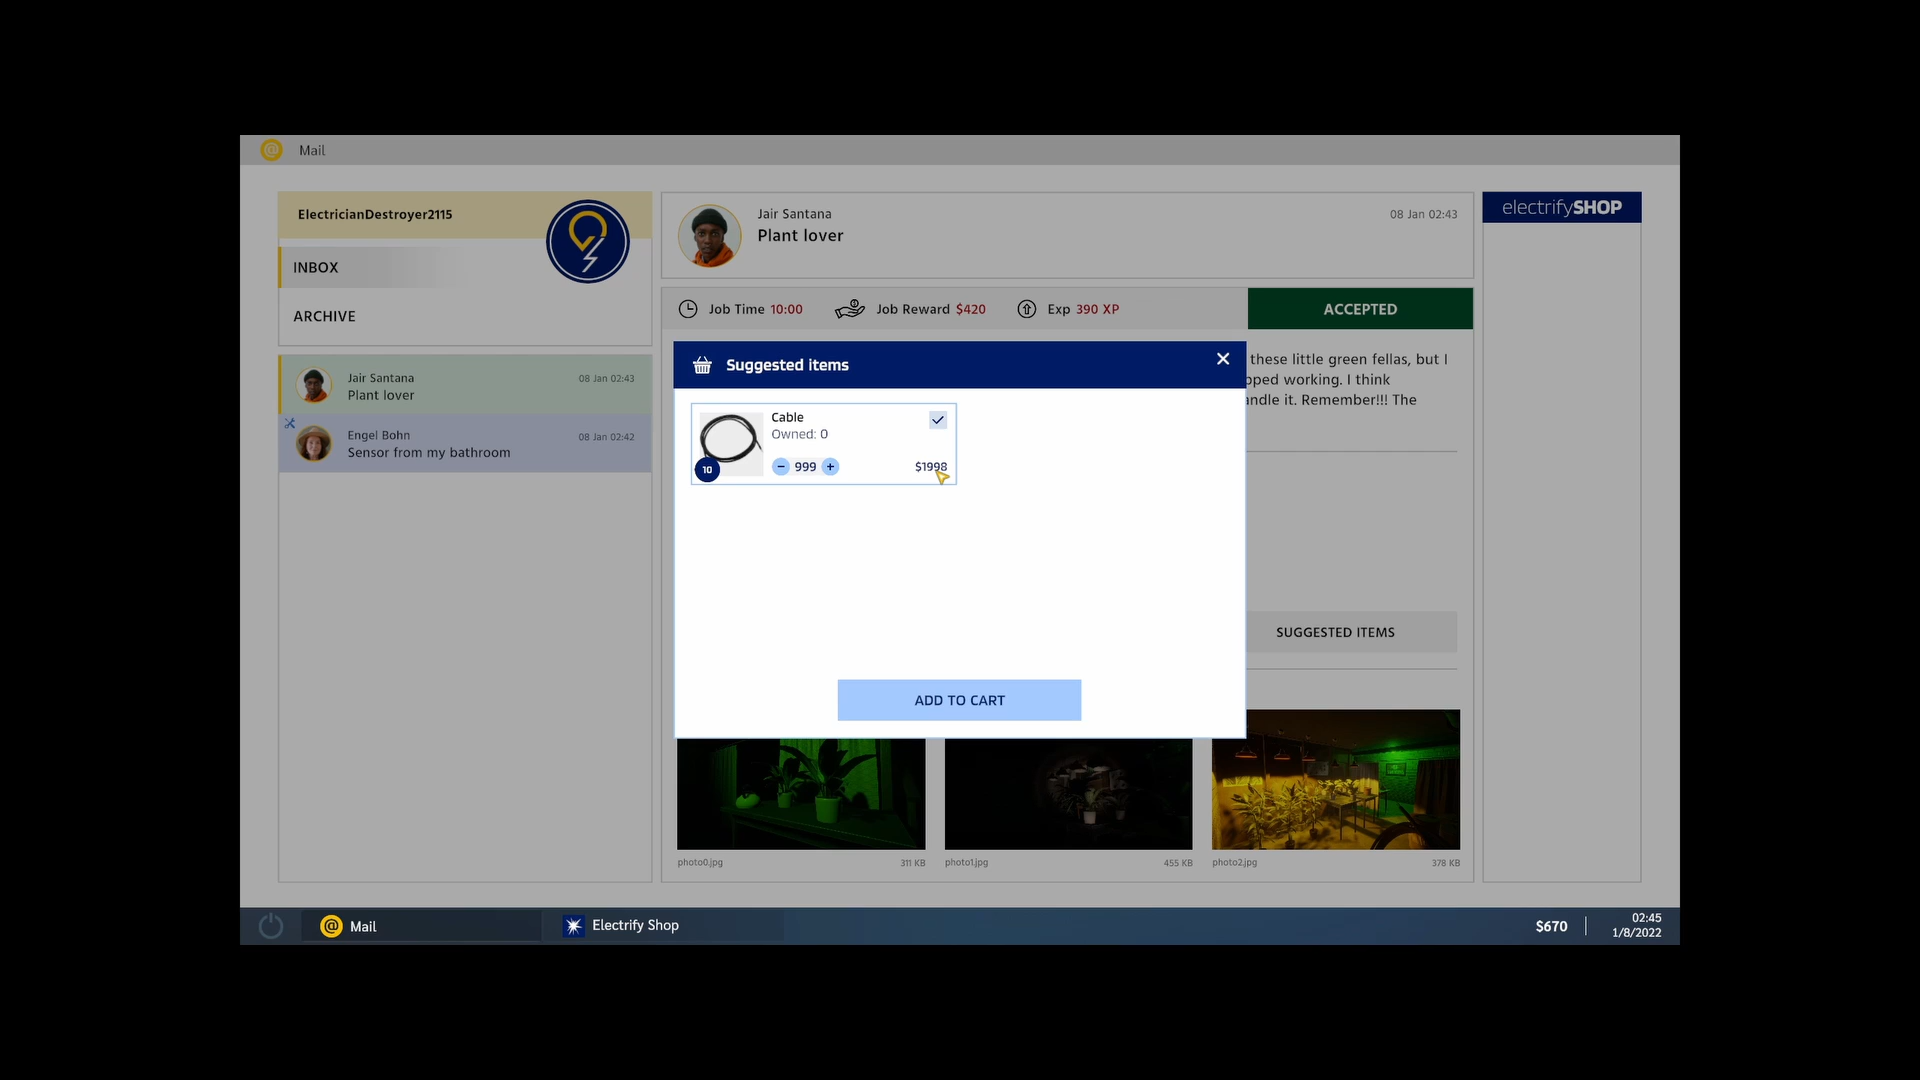 Mail
ElectricianDestroyer2115
INBOX
ARCHIVE
Jair Santana
08 Jan 02:43
Plant lover
Engel Bohn
08 Jan 02:42
Sensor from my bathroom
Jair Santana
08 Jan 02:43
Plant lover
Job Time 10:00
Job Reward $420
Exp 390 XP
ACCEPTED
these little green fellas, but I
pped working. I think
andle it. Remember!!! The
Suggested items
Cable
Owned: 0
10
999
$1998
ADD TO CART
SUGGESTED ITEMS
photo0.jpg
311 KB
photo1.jpg
455 KB
photo2.jpg
378 KB
electrifySHOP
Mail
Electrify Shop
$670
02:45
1/8/2022